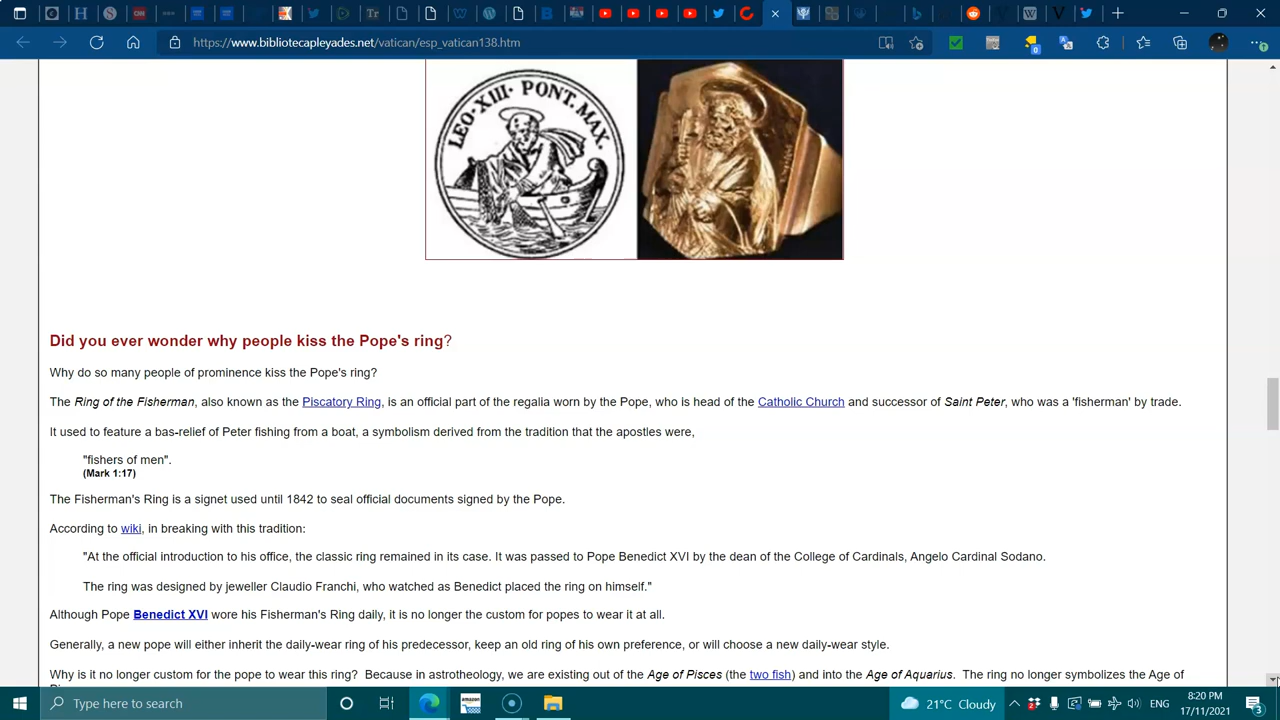 https://www.bibliotecapleyades.net/vatican/esp_vatican138.htm
LEO·XIII·PONT.MAX.
Did you ever wonder why people kiss the Pope's ring?
Why do so many people of prominence kiss the Pope's ring?
The Ring of the Fisherman, also known as the Piscatory Ring, is an official part of the regalia worn by the Pope, who is head of the Catholic Church and successor of Saint Peter, who was a 'fisherman' by trade.
It used to feature a bas-relief of Peter fishing from a boat, a symbolism derived from the tradition that the apostles were,
"fishers of men".
(Mark 1:17)
The Fisherman's Ring is a signet used until 1842 to seal official documents signed by the Pope.
According to wiki, in breaking with this tradition:
"At the official introduction to his office, the classic ring remained in its case. It was passed to Pope Benedict XVI by the dean of the College of Cardinals, Angelo Cardinal Sodano.
The ring was designed by jeweller Claudio Franchi, who watched as Benedict placed the ring on himself."
Although Pope Benedict XVI wore his Fisherman's Ring daily, it is no longer the custom for popes to wear it at all.
Generally, a new pope will either inherit the daily-wear ring of his predecessor, keep an old ring of his own preference, or will choose a new daily-wear style.
Why is it no longer custom for the pope to wear this ring? Because in astrotheology, we are existing out of the Age of Pisces (the two fish) and into the Age of Aquarius. The ring no longer symbolizes the Age of
Type here to search
amazon
21°C Cloudy
ENG
8:20 PM
17/11/2021
3